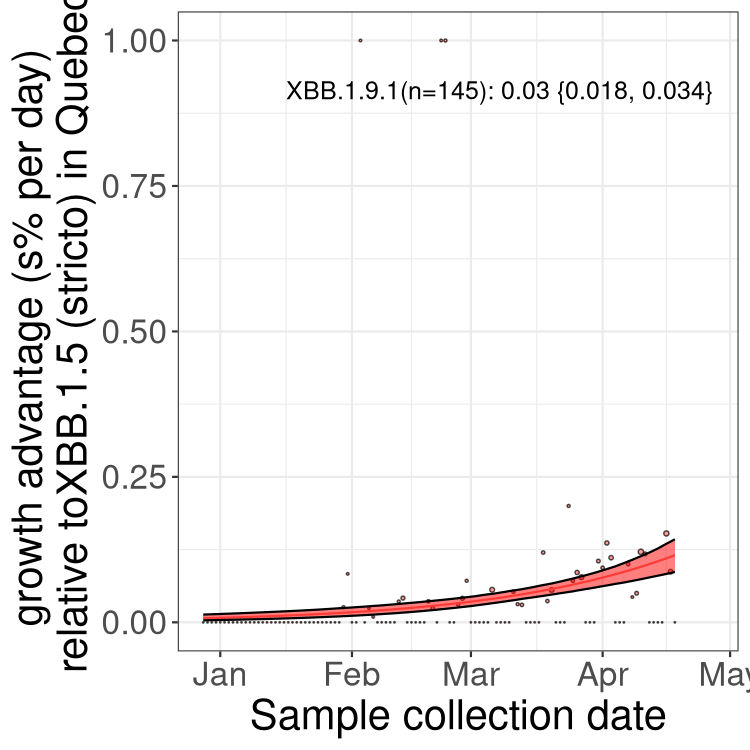 growth advantage (s% per day)
relative toXBB.1.5 (stricto) in Quebec
1.00
0.75
0.50
0.25
0.00
XBB.1.9.1(n=145): 0.03 {0.018, 0.034}
Jan Feb Mar Apr May
Sample collection date